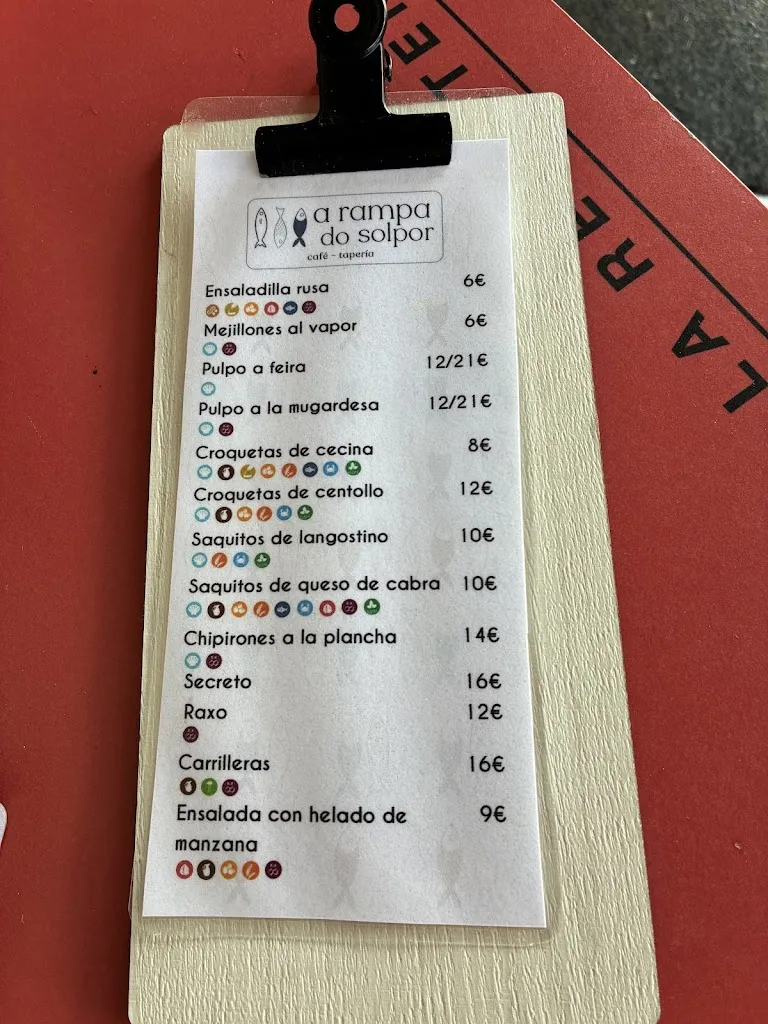 a rampa
do solpor
café - tapería
Ensaladilla rusa 6€
Mejillones al vapor 6€
Pulpo a feira 12/21€
Pulpo a la mugardesa 12/21€
Croquetas de cecina 8€
Croquetas de centollo 12€
Saquitos de langostino 10€
Saquitos de queso de cabra 10€
Chipirones a la plancha 14€
Secreto 16€
Raxo 12€
Carrilleras 16€
Ensalada con helado de 9€
manzana
LA RE
TE